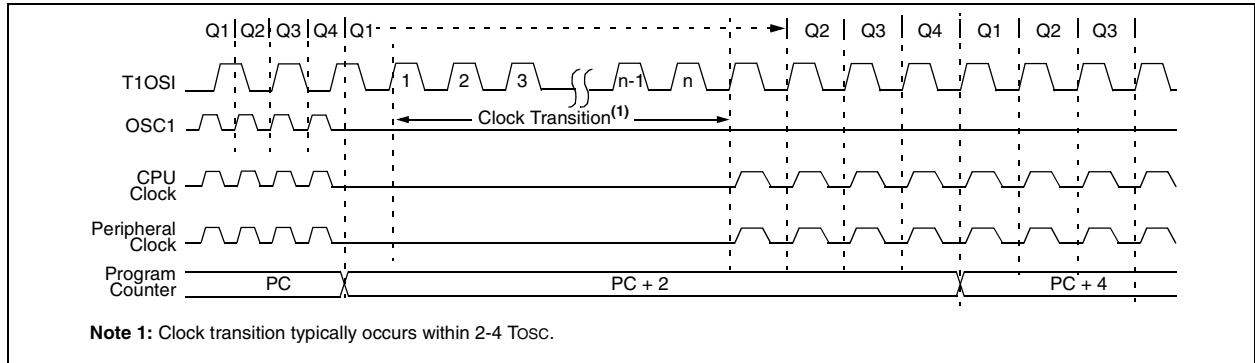 Q1 Q2 Q3 Q4 Q1 Q2 Q3 Q4 Q1 Q2 Q3
T1OSI 1 2 3 n-1 n
Clock Transition(1)
OSC1
CPU
Clock
Peripheral
Clock
Program
Counter
PC PC + 2 PC + 4
Note 1: Clock transition typically occurs within 2-4 TOSC.